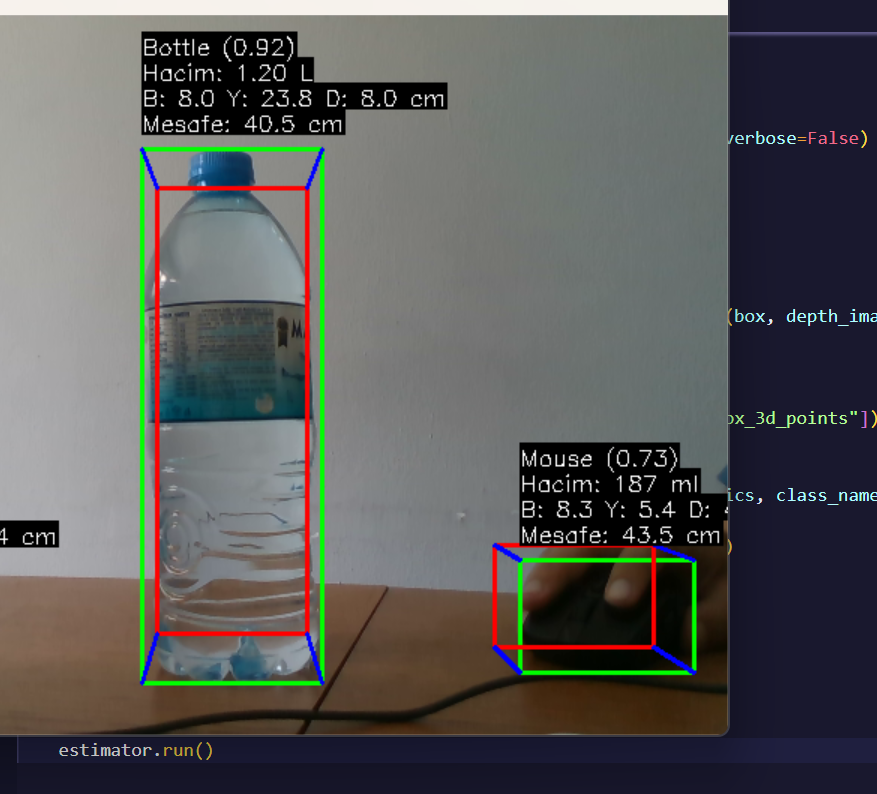 Bottle (0.92)
Hacim: 1.20 L
B: 8.0 Y: 23.8 D: 8.0 cm
Mesafe: 40.5 cm
verbose=False)
(box, depth_ima
ox_3d_points"])
Mouse (0.73)
Hacim: 187 ml
ics, class_name
B: 8.3 Y: 5.4 D: 4
Mesafe: 43.5 cm
4 cm
)
estimator.run()